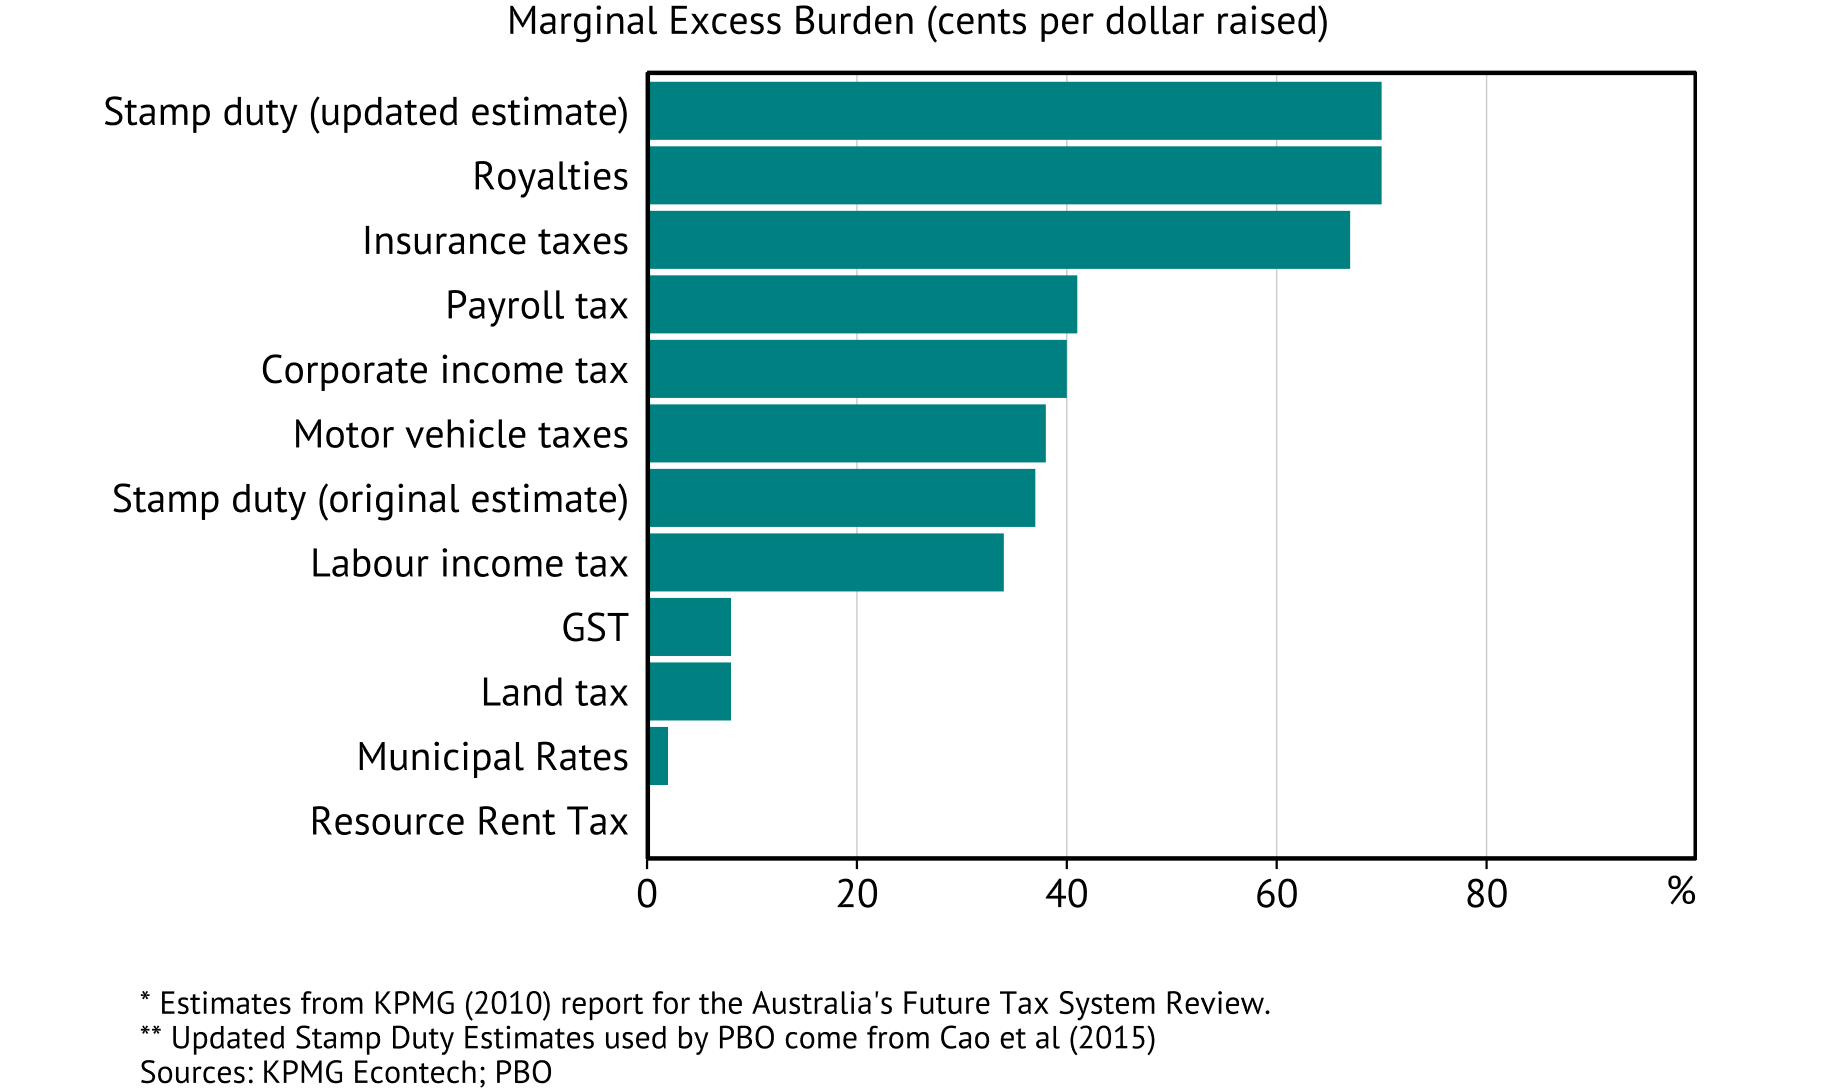 Marginal Excess Burden (cents per dollar raised)
Stamp duty (updated estimate)
Royalties
Insurance taxes
Payroll tax
Corporate income tax
Motor vehicle taxes
Stamp duty (original estimate)
Labour income tax
GST
Land tax
Municipal Rates
Resource Rent Tax
0 20 40 60 80 %
* Estimates from KPMG (2010) report for the Australia's Future Tax System Review.
** Updated Stamp Duty Estimates used by PBO come from Cao et al (2015)
Sources: KPMG Econtech; PBO